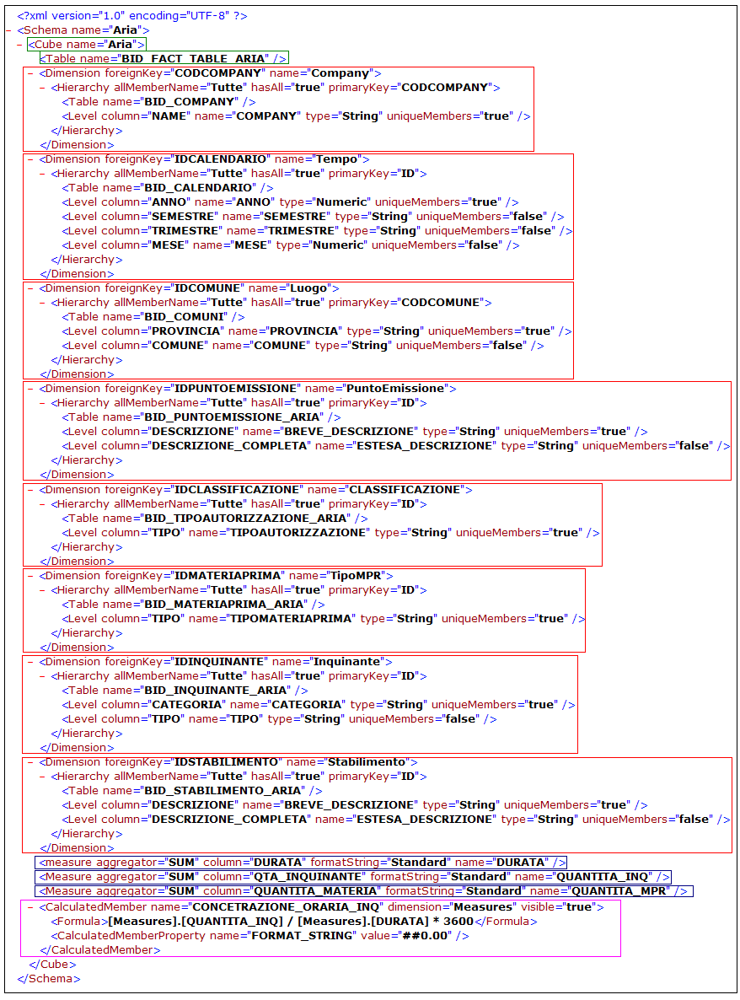 <?xml version="1.0" encoding="UTF-8" ?>
- <Schema name="Aria">
- <Cube name="Aria">
<Table name="BID_FACT_TABLE_ARIA" />
- <Dimension foreignKey="CODCOMPANY" name="Company">
- <Hierarchy allMemberName="Tutte" hasAll="true" primaryKey="CODCOMPANY">
<Table name="BID_COMPANY" />
<Level column="NAME" name="COMPANY" type="String" uniqueMembers="true" />
</Hierarchy>
</Dimension>
- <Dimension foreignKey="IDCALENDARIO" name="Tempo">
- <Hierarchy allMemberName="Tutte" hasAll="true" primaryKey="ID">
<Table name="BID_CALENDARIO" />
<Level column="ANNO" name="ANNO" type="Numeric" uniqueMembers="true" />
<Level column="SEMESTRE" name="SEMESTRE" type="String" uniqueMembers="false" />
<Level column="TRIMESTRE" name="TRIMESTRE" type="String" uniqueMembers="false" />
<Level column="MESE" name="MESE" type="Numeric" uniqueMembers="false" />
</Hierarchy>
</Dimension>
- <Dimension foreignKey="IDCOMUNE" name="Luogo">
- <Hierarchy allMemberName="Tutte" hasAll="true" primaryKey="CODCOMUNE">
<Table name="BID_COMUNI" />
<Level column="PROVINCIA" name="PROVINCIA" type="String" uniqueMembers="true" />
<Level column="COMUNE" name="COMUNE" type="String" uniqueMembers="false" />
</Hierarchy>
</Dimension>
- <Dimension foreignKey="IDPUNTOEMISSIONE" name="PuntoEmissione">
- <Hierarchy allMemberName="Tutte" hasAll="true" primaryKey="ID">
<Table name="BID_PUNTOEMISSIONE_ARIA" />
<Level column="DESCRIZIONE" name="BREVE_DESCRIZIONE" type="String" uniqueMembers="true" />
<Level column="DESCRIZIONE_COMPLETA" name="ESTESA_DESCRIZIONE" type="String" uniqueMembers="false" />
</Hierarchy>
</Dimension>
- <Dimension foreignKey="IDCLASSIFICAZIONE" name="CLASSIFICAZIONE">
- <Hierarchy allMemberName="Tutte" hasAll="true" primaryKey="ID">
<Table name="BID_TIPOAUTORIZZAZIONE_ARIA" />
<Level column="TIPO" name="TIPOAUTORIZZAZIONE" type="String" uniqueMembers="true" />
</Hierarchy>
</Dimension>
- <Dimension foreignKey="IDMATERIAPRIMA" name="TipoMPR">
- <Hierarchy allMemberName="Tutte" hasAll="true" primaryKey="ID">
<Table name="BID_MATERIAPRIMA_ARIA" />
<Level column="TIPO" name="TIPOMATERIAPRIMA" type="String" uniqueMembers="true" />
</Hierarchy>
</Dimension>
- <Dimension foreignKey="IDINQUINANTE" name="Inquinante">
- <Hierarchy allMemberName="Tutte" hasAll="true" primaryKey="ID">
<Table name="BID_INQUINANTE_ARIA" />
<Level column="CATEGORIA" name="CATEGORIA" type="String" uniqueMembers="true" />
<Level column="TIPO" name="TIPO" type="String" uniqueMembers="false" />
</Hierarchy>
</Dimension>
- <Dimension foreignKey="IDSTABILIMENTO" name="Stabilimento">
- <Hierarchy allMemberName="Tutte" hasAll="true" primaryKey="ID">
<Table name="BID_STABILIMENTO_ARIA" />
<Level column="DESCRIZIONE" name="BREVE_DESCRIZIONE" type="String" uniqueMembers="true" />
<Level column="DESCRIZIONE_COMPLETA" name="ESTESA_DESCRIZIONE" type="String" uniqueMembers="false" />
</Hierarchy>
</Dimension>
<measure aggregator="SUM" column="DURATA" formatString="Standard" name="DURATA" />
<Measure aggregator="SUM" column="QTA_INQUINANTE" formatString="Standard" name="QUANTITA_INQ" />
<Measure aggregator="SUM" column="QUANTITA_MATERIA" formatString="Standard" name="QUANTITA_MPR" />
- <CalculatedMember name="CONCETRAZIONE_ORARIA_INQ" dimension="Measures" visible="true">
<Formula>[Measures].[QUANTITA_INQ] / [Measures].[DURATA] * 3600</Formula>
<CalculatedMemberProperty name="FORMAT_STRING" value="##0.00" />
</CalculatedMember>
</Cube>
</Schema>